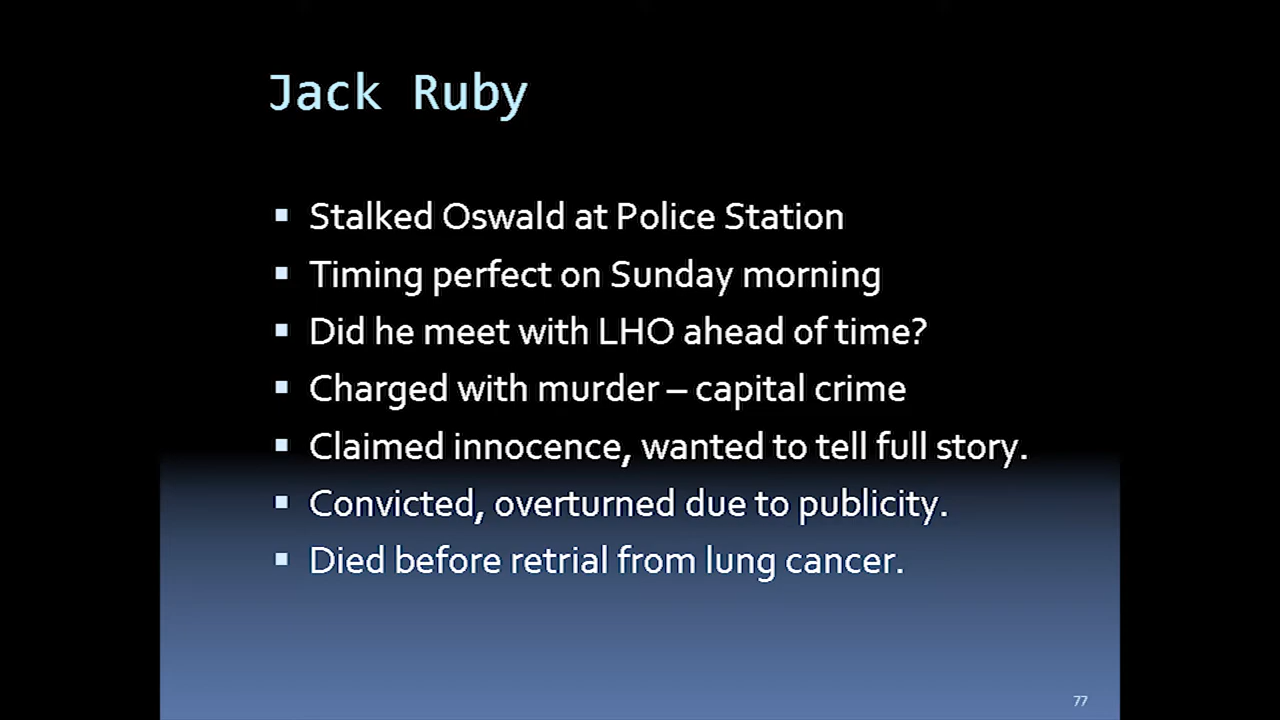 Jack Ruby
▪ Stalked Oswald at Police Station
▪ Timing perfect on Sunday morning
▪ Did he meet with LHO ahead of time?
▪ Charged with murder – capital crime
▪ Claimed innocence, wanted to tell full story.
▪ Convicted, overturned due to publicity.
▪ Died before retrial from lung cancer.
77